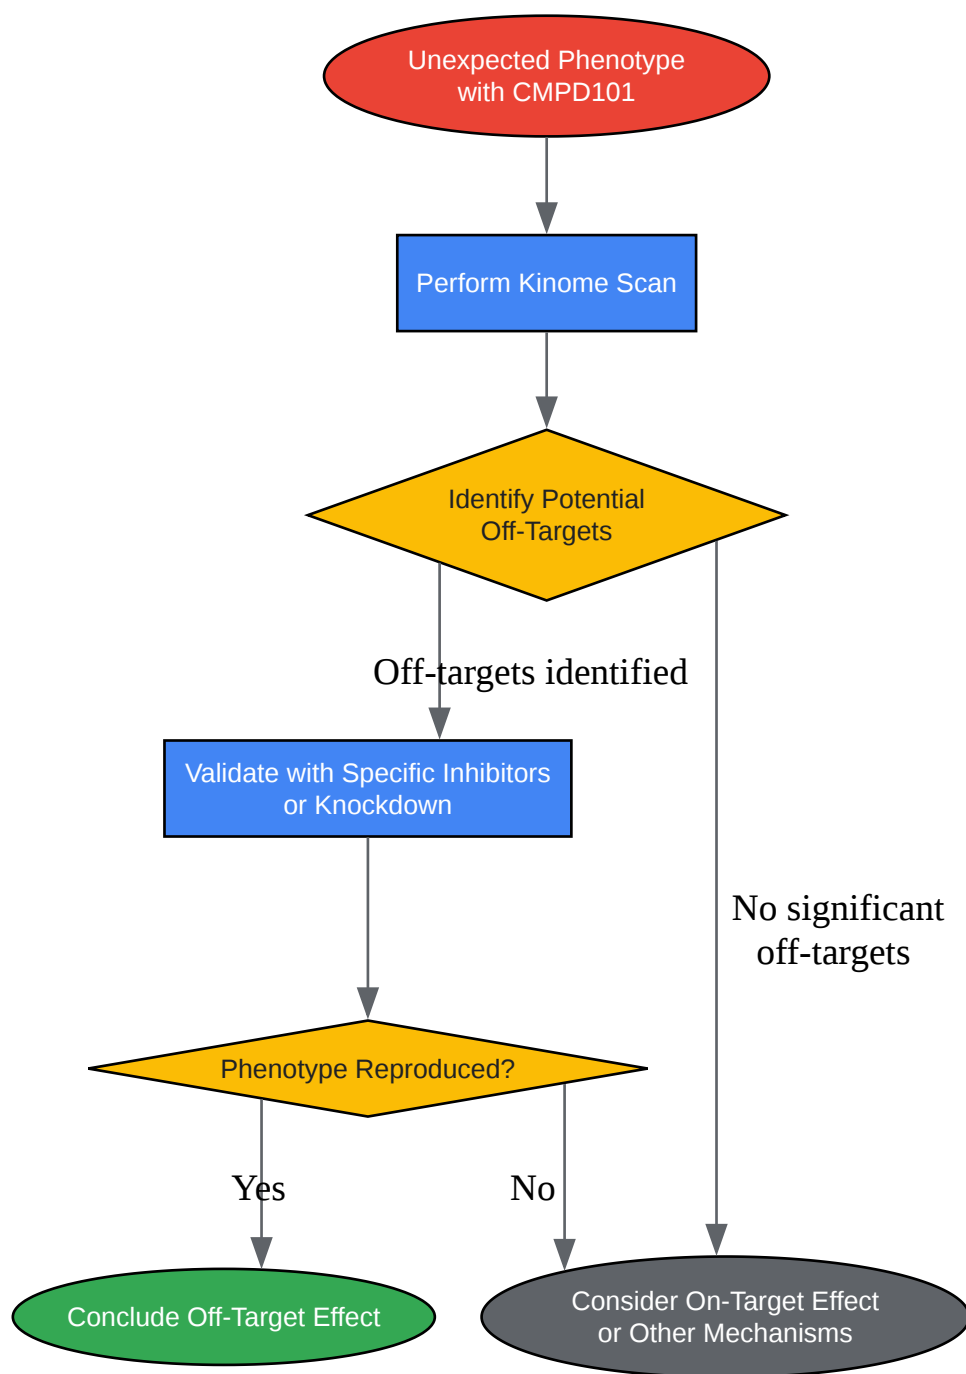 Unexpected Phenotype
with CMPD101
Perform Kinome Scan
Identify Potential
Off-Targets
Off-targets identified
Validate with Specific Inhibitors
or Knockdown
No significant
off-targets
Phenotype Reproduced?
Yes
No
Conclude Off-Target Effect
Consider On-Target Effect
or Other Mechanisms